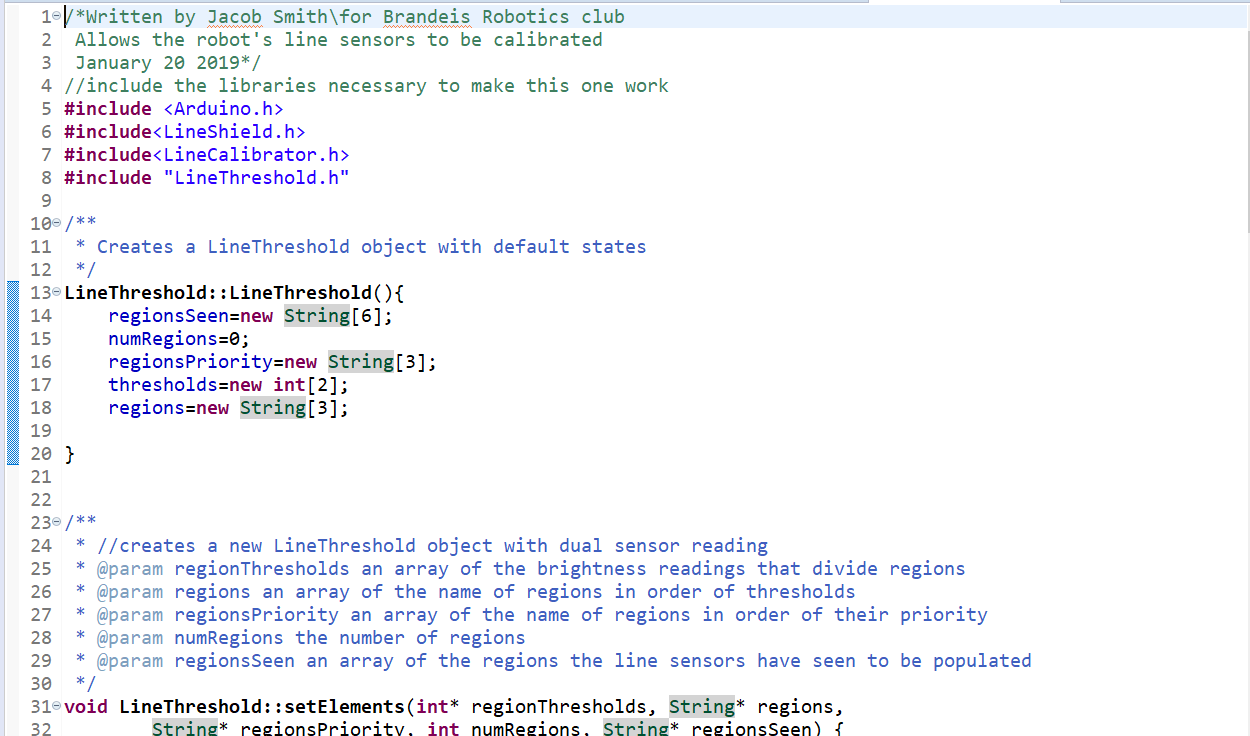 1 /*Written by Jacob Smith\for Brandeis Robotics club
2 Allows the robot's line sensors to be calibrated
3 January 20 2019*/
4 //include the libraries necessary to make this one work
5 #include <Arduino.h>
6 #include<LineShield.h>
7 #include<LineCalibrator.h>
8 #include "LineThreshold.h"
9
10 /**
11 * Creates a LineThreshold object with default states
12 */
13 LineThreshold::LineThreshold(){
14 regionsSeen=new String[6];
15 numRegions=0;
16 regionsPriority=new String[3];
17 thresholds=new int[2];
18 regions=new String[3];
19
20 }
21
22
23 /**
24 * //creates a new LineThreshold object with dual sensor reading
25 * @param regionThresholds an array of the brightness readings that divide regions
26 * @param regions an array of the name of regions in order of thresholds
27 * @param regionsPriority an array of the name of regions in order of their priority
28 * @param numRegions the number of regions
29 * @param regionsSeen an array of the regions the line sensors have seen to be populated
30 */
31 void LineThreshold::setElements(int* regionThresholds, String* regions,
32 String* regionsPriority, int numRegions, String* regionsSeen) {